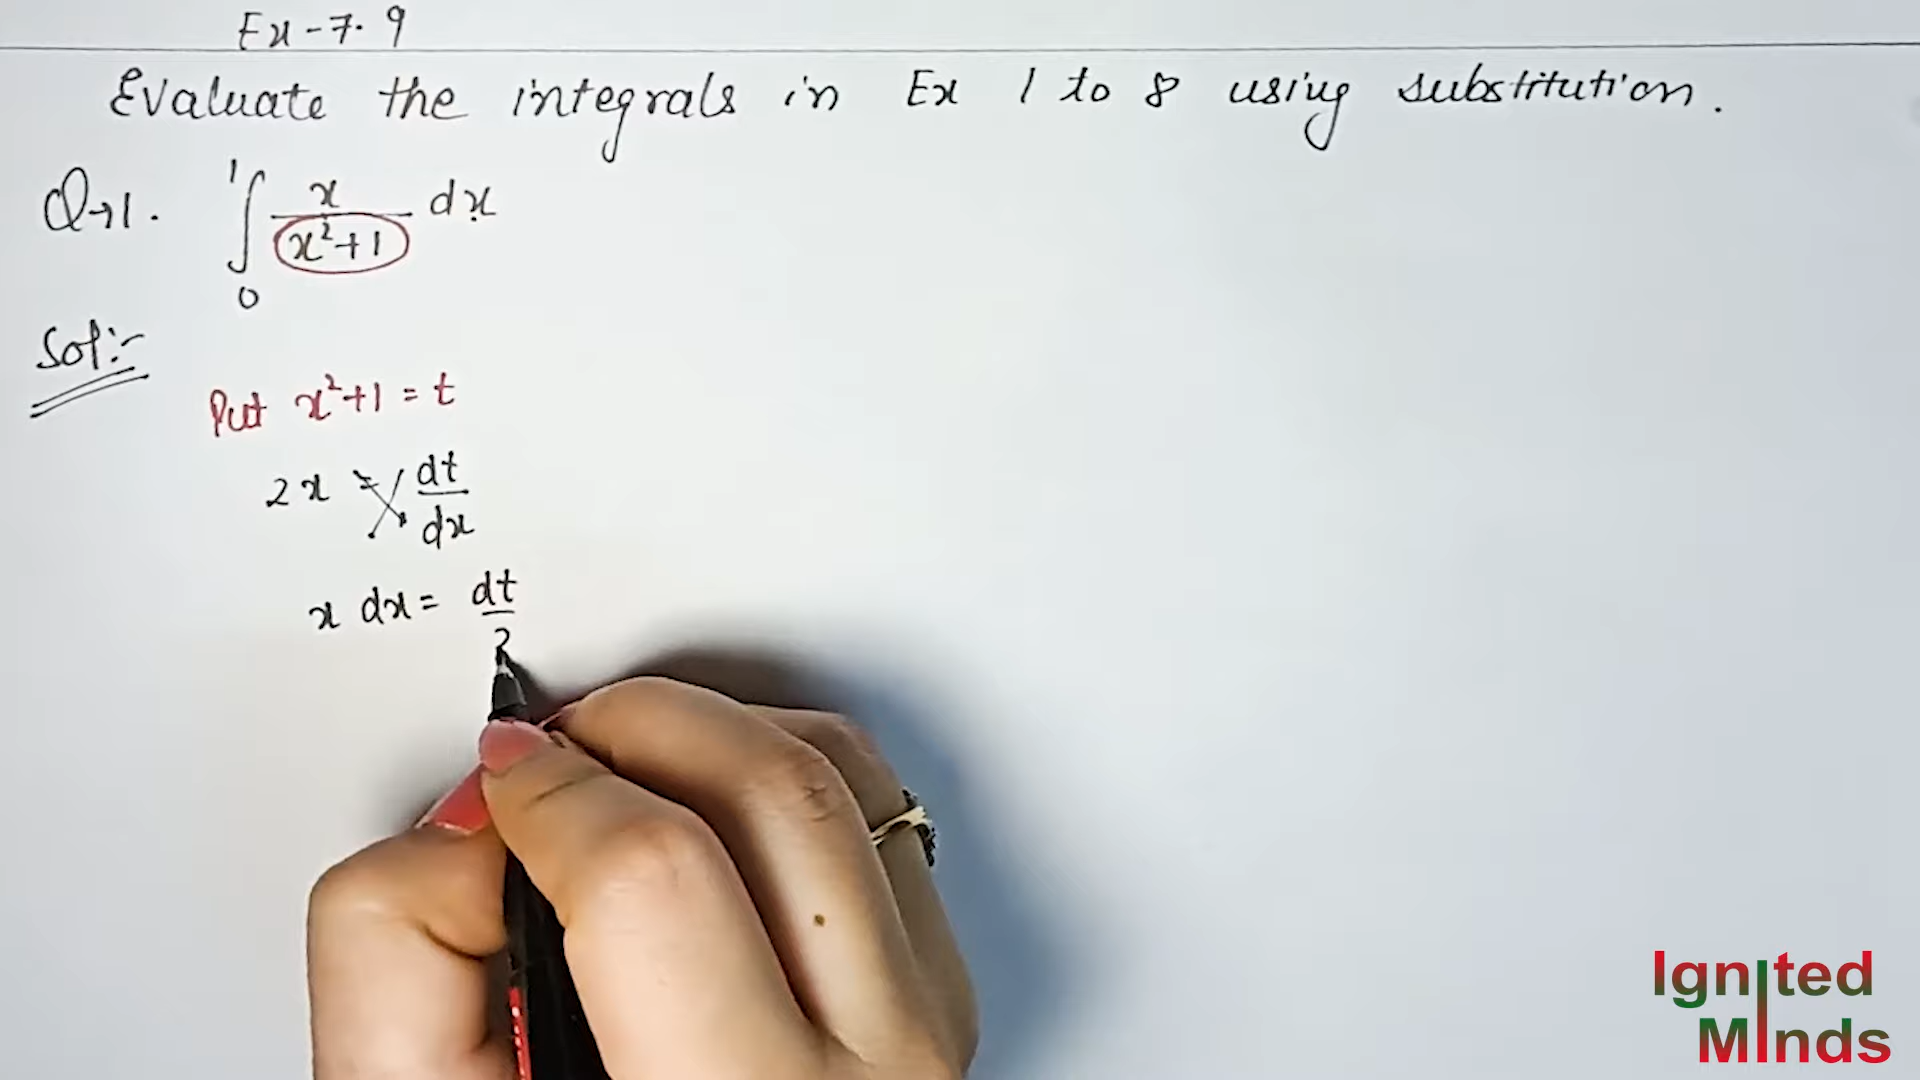 Ex-7.9
Evaluate the integrals in Ex 1 to 8 using substitution.
Q→1. ∫₀¹ x/(x²+1) dx
Sol:-
Put x²+1 = t
2x = dt/dx
x dx = dt/2
Ignited
Minds